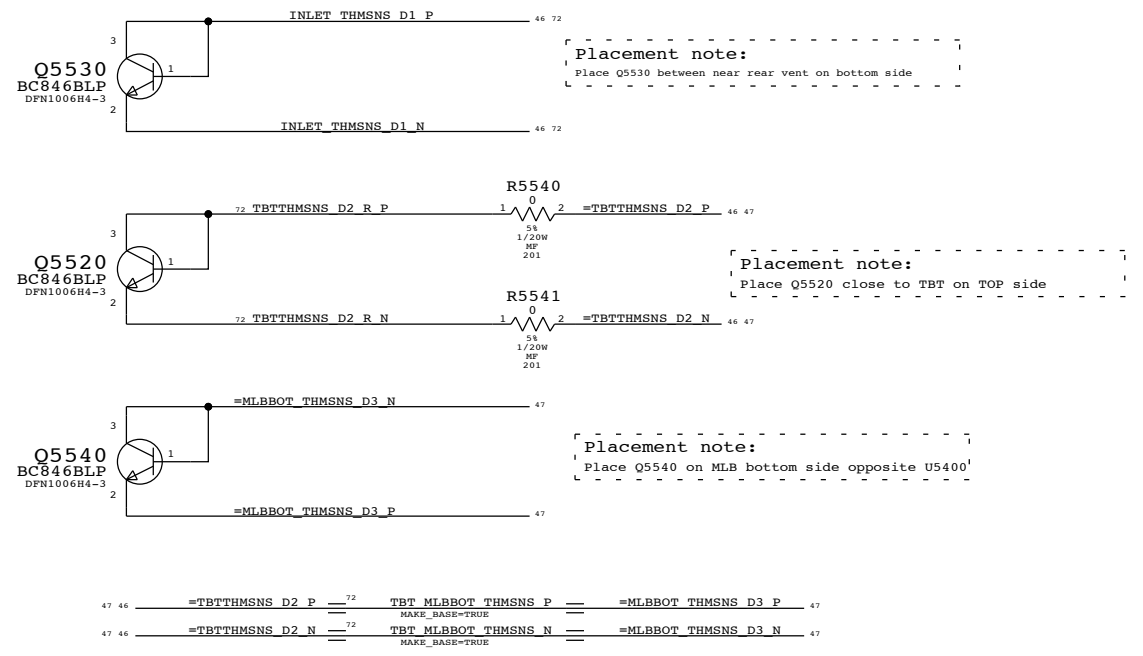 INLET_THMSNS_D1_P
46 72
3
1
Q5530
BC846BLP
DFN1006H4-3
2
INLET_THMSNS_D1_N
46 72
Placement note:
Place Q5530 between near rear vent on bottom side
R5540
0
72 TBTTHMSNS_D2_R_P
1
2
=TBTTHMSNS_D2_P
46 47
5%
1/20W
MF
201
3
1
Q5520
BC846BLP
DFN1006H4-3
2
Placement note:
Place Q5520 close to TBT on TOP side
R5541
0
72 TBTTHMSNS_D2_R_N
1
2
=TBTTHMSNS_D2_N
46 47
5%
1/20W
MF
201
=MLBBOT_THMSNS_D3_N
47
3
1
Q5540
BC846BLP
DFN1006H4-3
2
=MLBBOT_THMSNS_D3_P
47
Placement note:
Place Q5540 on MLB bottom side opposite U5400
47 46
=TBTTHMSNS_D2_P
72
TBT_MLBBOT_THMSNS_P
MAKE_BASE=TRUE
=MLBBOT_THMSNS_D3_P
47
47 46
=TBTTHMSNS_D2_N
72
TBT_MLBBOT_THMSNS_N
MAKE_BASE=TRUE
=MLBBOT_THMSNS_D3_N
47